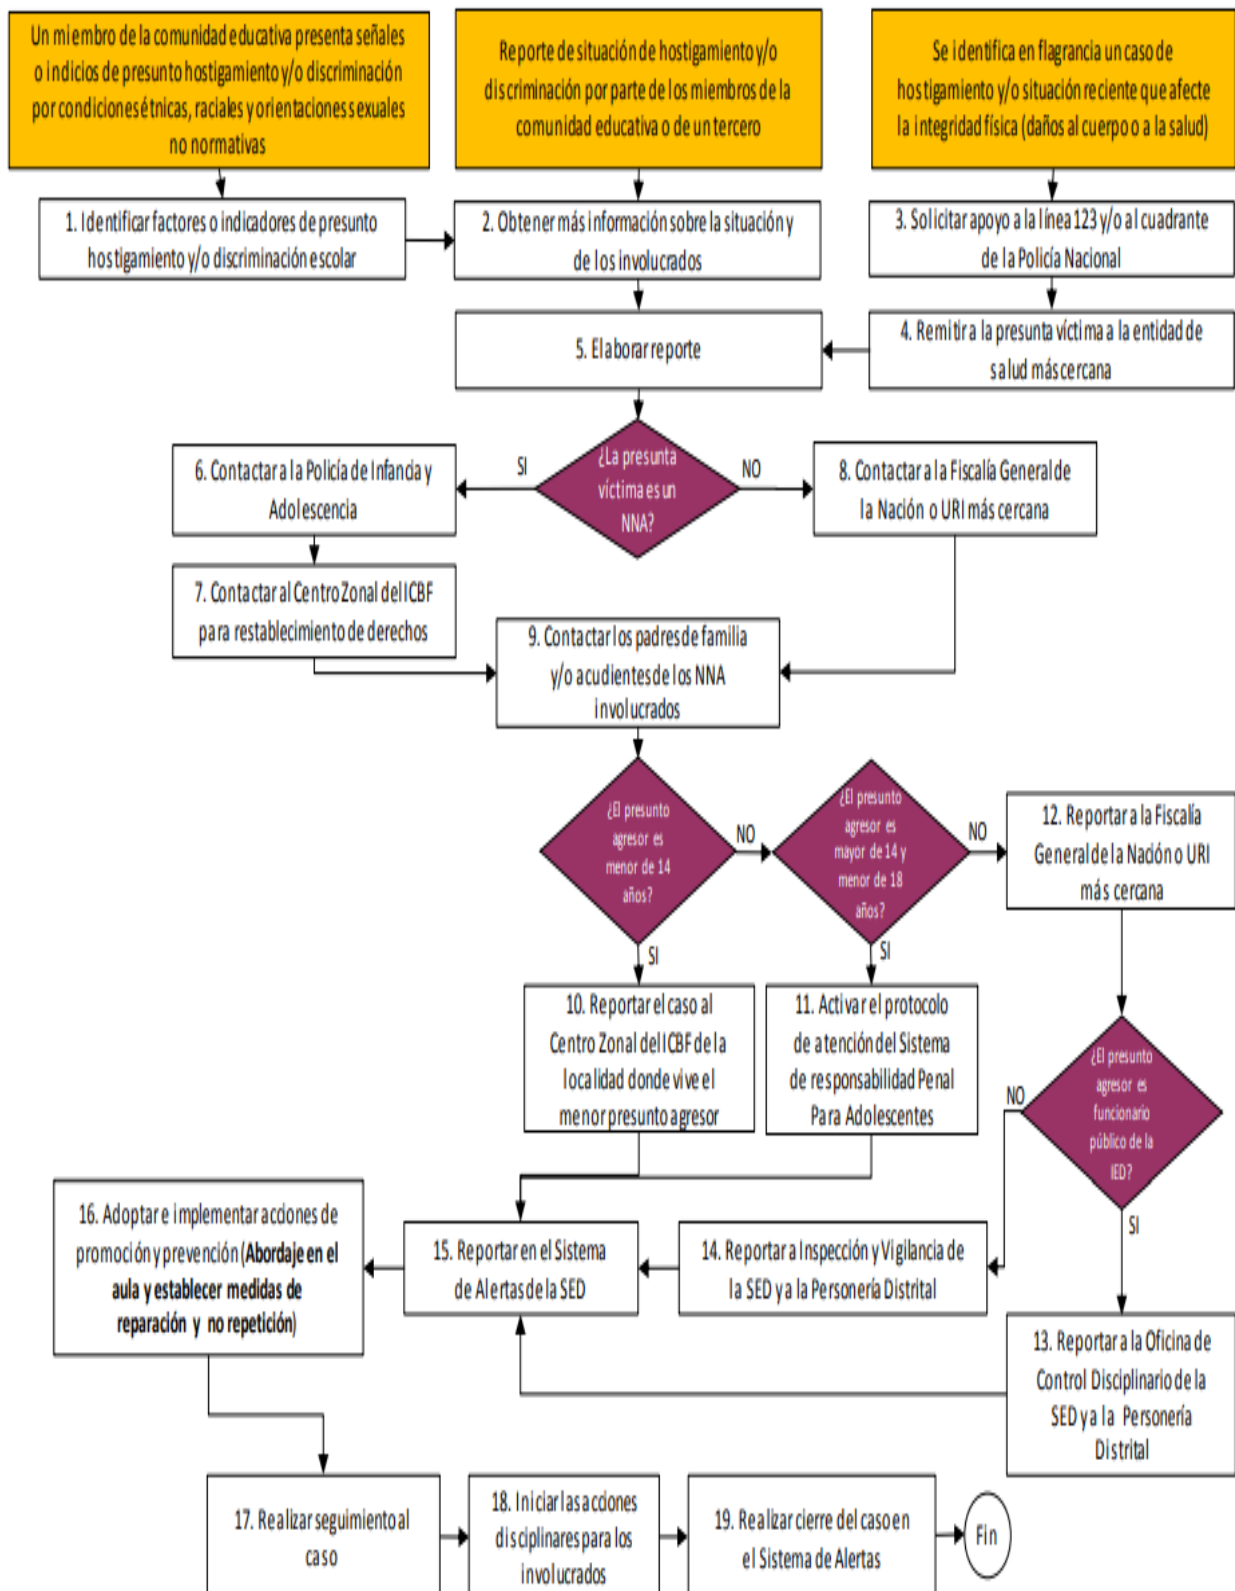 Un miembro de la comunidad educativa presenta señales
o indicios de presunto hostigamiento y/o discriminación
por condiciones étnicas, raciales y orientaciones sexuales
no normativas
Reporte de situación de hostigamiento y/o
discriminación por parte de los miembros de la
comunidad educativa o de un tercero
Se identifica en flagrancia un caso de
hostigamiento y/o situación reciente que afecte
la integridad física (daños al cuerpo o a la salud)
1. Identificar factores o indicadores de presunto
hostigamiento y/o discriminación escolar
2. Obtener más información sobre la situación y
de los involucrados
3. Solicitar apoyo a la línea 123 y/o al cuadrante
de la Policía Nacional
5. Elaborar reporte
4. Remitir a la presunta víctima a la entidad de
salud más cercana
6. Contactar a la Policía de Infancia y
Adolescencia
SI
¿La presunta
víctima es un
NNA?
NO
8. Contactar a la Fiscalía General de
la Nación o URI más cercana
7. Contactar al Centro Zonal del ICBF
para restablecimiento de derechos
9. Contactar los padres de familia
y/o acudientes de los NNA
involucrados
¿El presunto
agresor es
menor de 14
años?
NO
¿El presunto
agresor es
mayor de 14 y
menor de 18
años?
NO
12. Reportar a la Fiscalía
General de la Nación o URI
más cercana
SI
SI
10. Reportar el caso al
Centro Zonal del ICBF de la
localidad donde vive el
menor presunto agresor
11. Activar el protocolo
de atención del Sistema
de responsabilidad Penal
Para Adolescentes
¿El presunto
agresor es
funcionario
público de la
IED?
NO
SI
16. Adoptar e implementar acciones de
promoción y prevención (Abordaje en el
aula y establecer medidas de
reparación y no repetición)
15. Reportar en el Sistema
de Alertas de la SED
14. Reportar a Inspección y Vigilancia de
la SED y a la Personería Distrital
13. Reportar a la Oficina de
Control Disciplinario de la
SED y a la Personería
Distrital
17. Realizar seguimiento al
caso
18. Iniciar las acciones
disciplinares para los
involucrados
19. Realizar cierre del caso en
el Sistema de Alertas
Fin